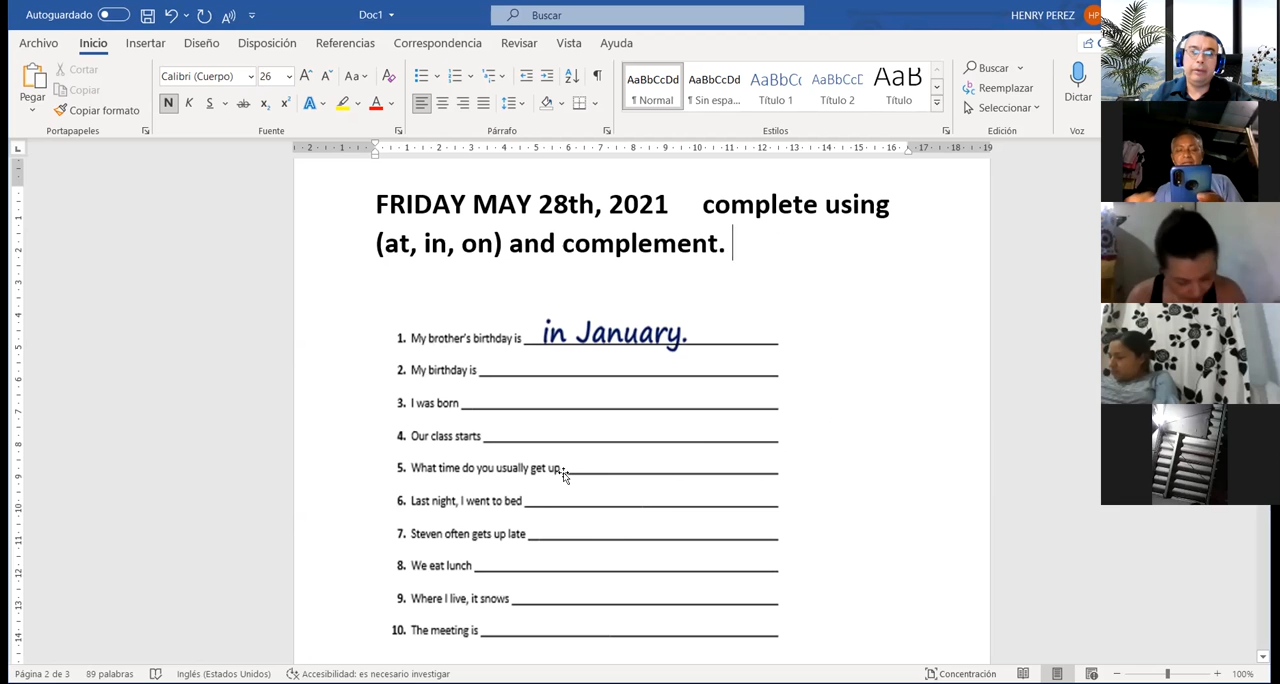 Autoguardado
Doc1
Buscar
HENRY PEREZ
HP
Archivo
Inicio
Insertar
Diseño
Disposición
Referencias
Correspondencia
Revisar
Vista
Ayuda
Pegar
Cortar
Copiar
Copiar formato
Portapapeles
Calibri (Cuerpo)
26
Aa
N K S ab x₂ x²
Fuente
Párrafo
AaBbCcDd
¶ Normal
AaBbCcDd
¶ Sin espa...
AaBbCc
Título 1
AaBbCcD
Título 2
AaB
Título
Estilos
Buscar
Reemplazar
Seleccionar
Edición
Dictar
Voz
FRIDAY MAY 28th, 2021 complete using
(at, in, on) and complement.
1. My brother's birthday is in January.
2. My birthday is
3. I was born
4. Our class starts
5. What time do you usually get up
6. Last night, I went to bed
7. Steven often gets up late
8. We eat lunch
9. Where I live, it snows
10. The meeting is
Página 2 de 3
89 palabras
Inglés (Estados Unidos)
Accesibilidad: es necesario investigar
Concentración
100%